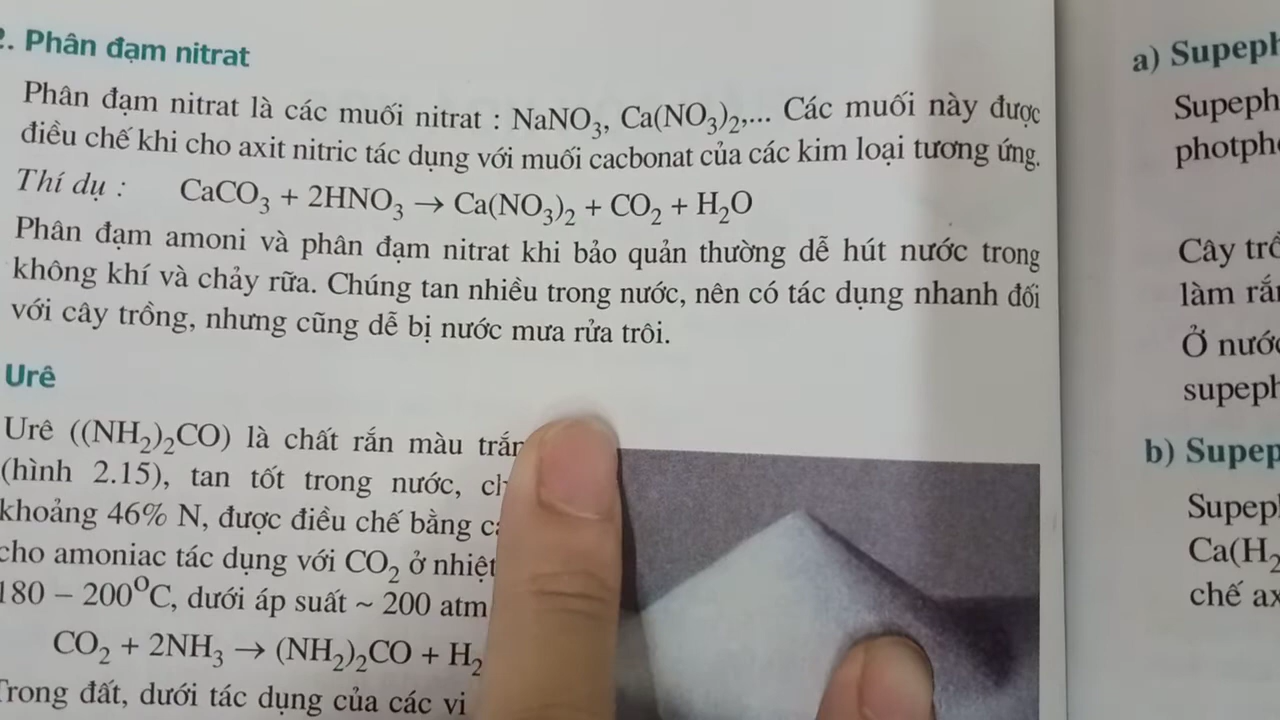 2. Phân đạm nitrat
Phân đạm nitrat là các muối nitrat : NaNO₃, Ca(NO₃)₂,... Các muối này được
điều chế khi cho axit nitric tác dụng với muối cacbonat của các kim loại tương ứng.
Thí dụ : CaCO₃ + 2HNO₃ → Ca(NO₃)₂ + CO₂ + H₂O
Phân đạm amoni và phân đạm nitrat khi bảo quản thường dễ hút nước trong
không khí và chảy rữa. Chúng tan nhiều trong nước, nên có tác dụng nhanh đối
với cây trồng, nhưng cũng dễ bị nước mưa rửa trôi.
Urê
Urê ((NH₂)₂CO) là chất rắn màu
(hình 2.15), tan tốt trong nước,
khoảng 46% N, được điều chế bằng
cho amoniac tác dụng với CO₂ ở nhiệt
180 – 200⁰C, dưới áp suất ~ 200 atm
CO₂ + 2NH₃ → (NH₂)₂CO + H₂
Trong đất, dưới tác dụng của các vi
a) Supeph
Supeph
photph
Cây
làm
Ở
supeph
b) Supep
Supep
Ca(H₂
chế